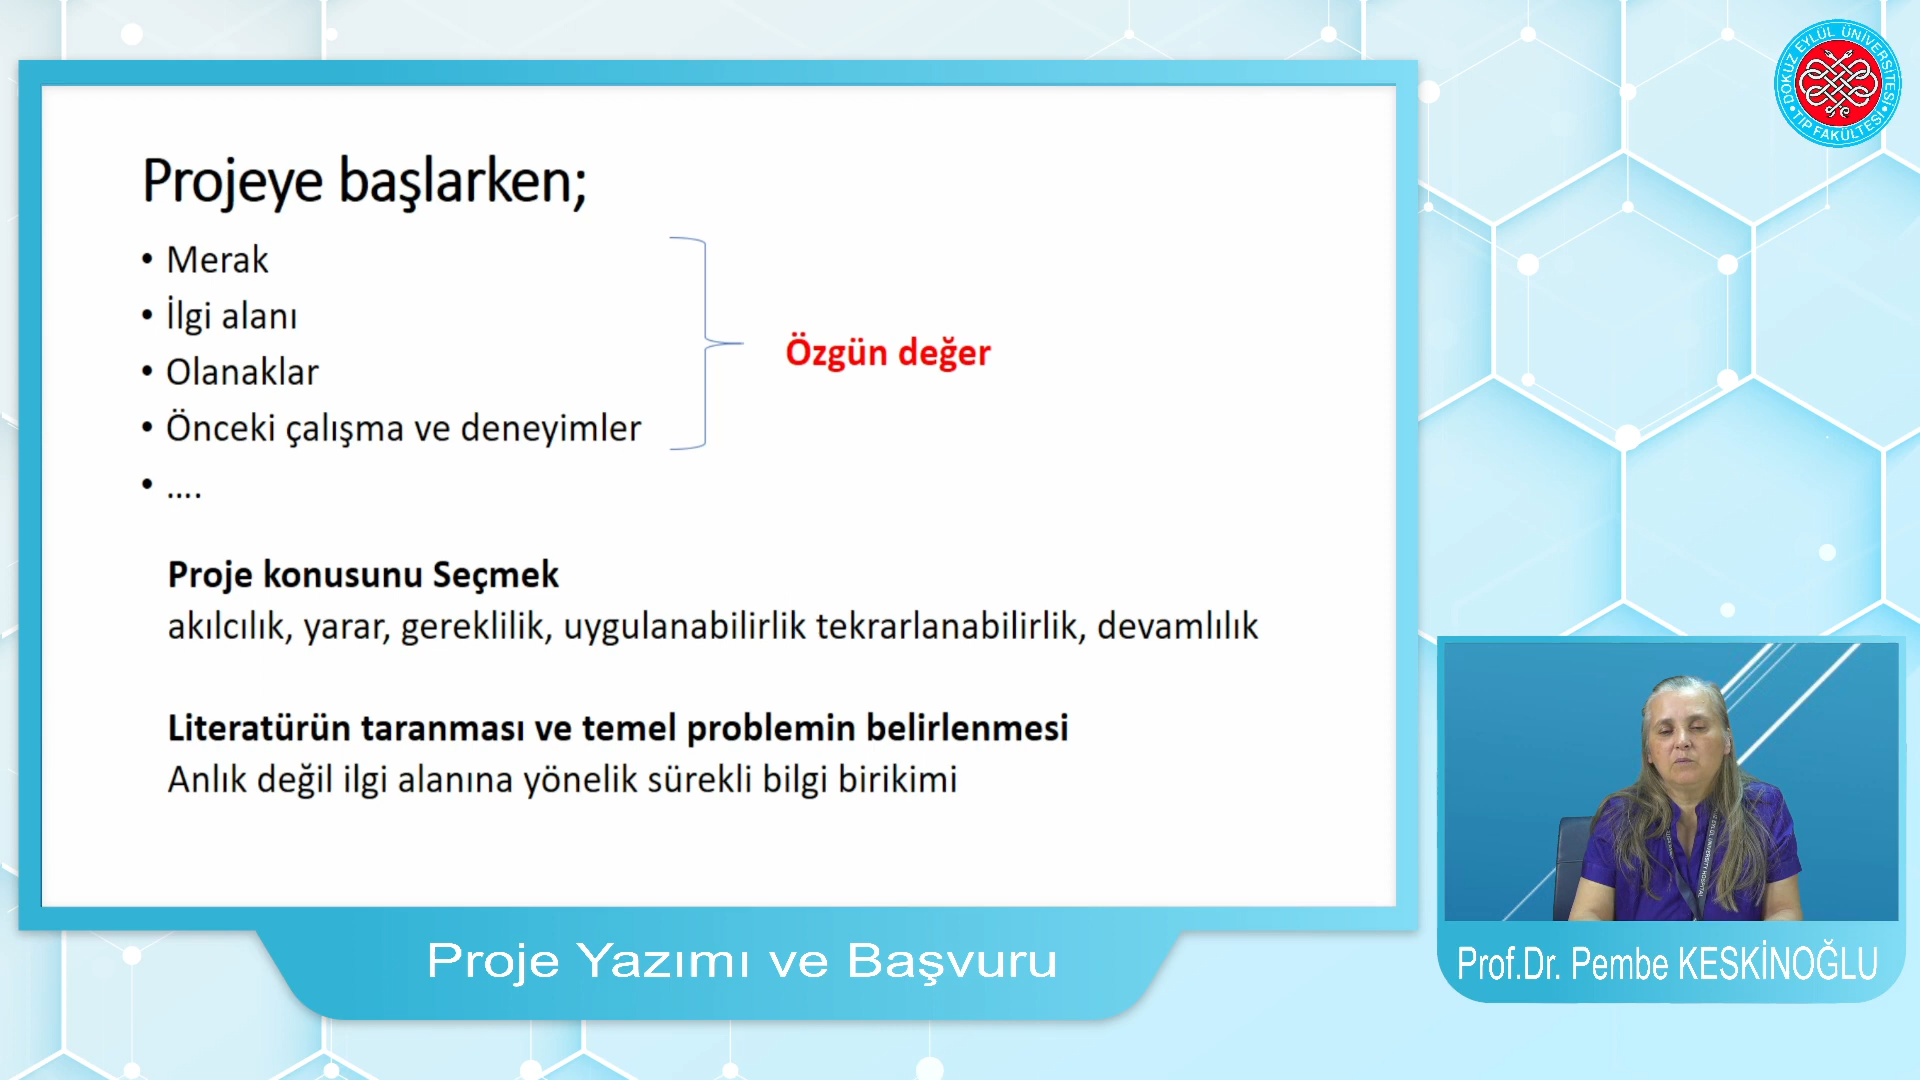 Projeye başlarken;
• Merak
• İlgi alanı
• Olanaklar
• Önceki çalışma ve deneyimler
• ....
Özgün değer
Proje konusunu Seçmek
akılcılık, yarar, gereklilik, uygulanabilirlik tekrarlanabilirlik, devamlılık
Literatürün taranması ve temel problemin belirlenmesi
Anlık değil ilgi alanına yönelik sürekli bilgi birikimi
Proje Yazımı ve Başvuru
DOKUZ EYLÜL ÜNİVERSİTESİ
• TIP FAKÜLTESİ •
Prof.Dr. Pembe KESKİNOĞLU